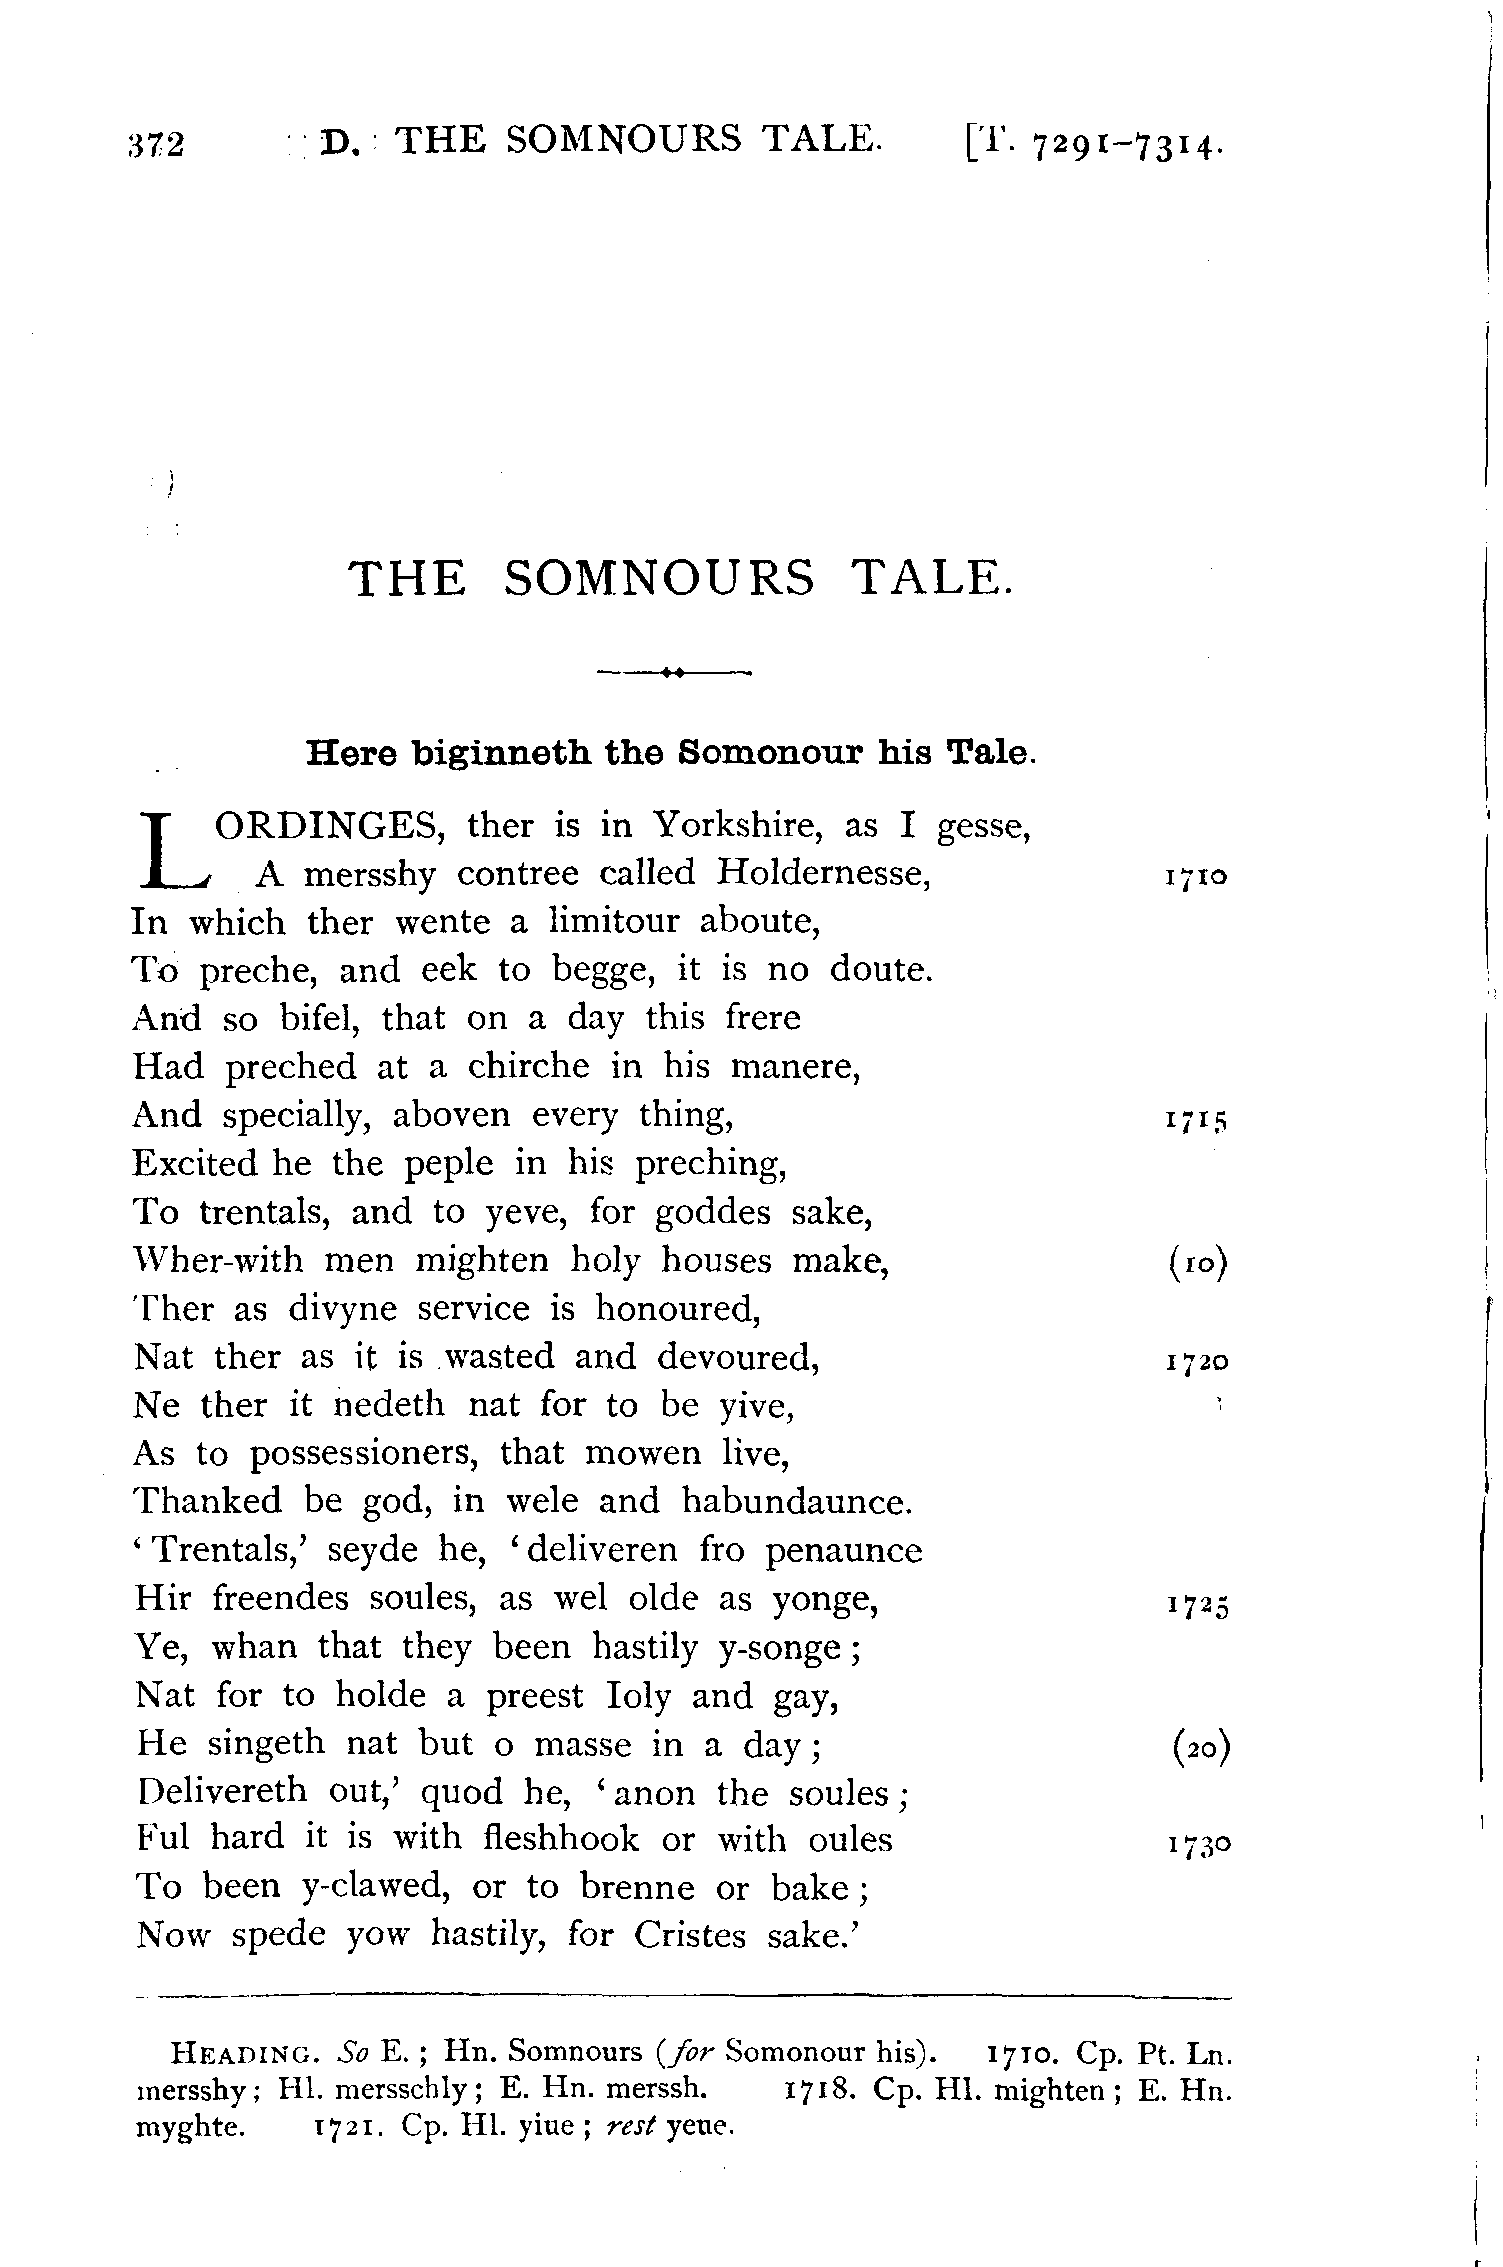 372 D. THE SOMNOURS TALE. [T. 7291–7314.
THE SOMNOURS TALE.
Here biginneth the Somonour his Tale.
LORDINGES, ther is in Yorkshire, as I gesse,
A mersshy contree called Holdernesse, 1710
In which ther wente a limitour aboute,
To preche, and eek to begge, it is no doute.
And so bifel, that on a day this frere
Had preched at a chirche in his manere,
And specially, aboven every thing, 1715
Excited he the peple in his preching,
To trentals, and to yeve, for goddes sake,
Wher-with men mighten holy houses make, (10)
Ther as divyne service is honoured,
Nat ther as it is wasted and devoured, 1720
Ne ther it nedeth nat for to be yive,
As to possessioners, that mowen live,
Thanked be god, in wele and habundaunce.
‘Trentals,’ seyde he, ‘deliveren fro penaunce
Hir freendes soules, as wel olde as yonge, 1725
Ye, whan that they been hastily y-songe;
Nat for to holde a preest Ioly and gay,
He singeth nat but o masse in a day; (20)
Delivereth out,’ quod he, ‘anon the soules;
Ful hard it is with fleshhook or with oules 1730
To been y-clawed, or to brenne or bake;
Now spede yow hastily, for Cristes sake.’
HEADING. So E.; Hn. Somnours (for Somonour his). 1710. Cp. Pt. Ln.
mersshy; Hl. mersschly; E. Hn. merssh. 1718. Cp. Hl. mighten; E. Hn.
myghte. 1721. Cp. Hl. yiue; rest yeue.